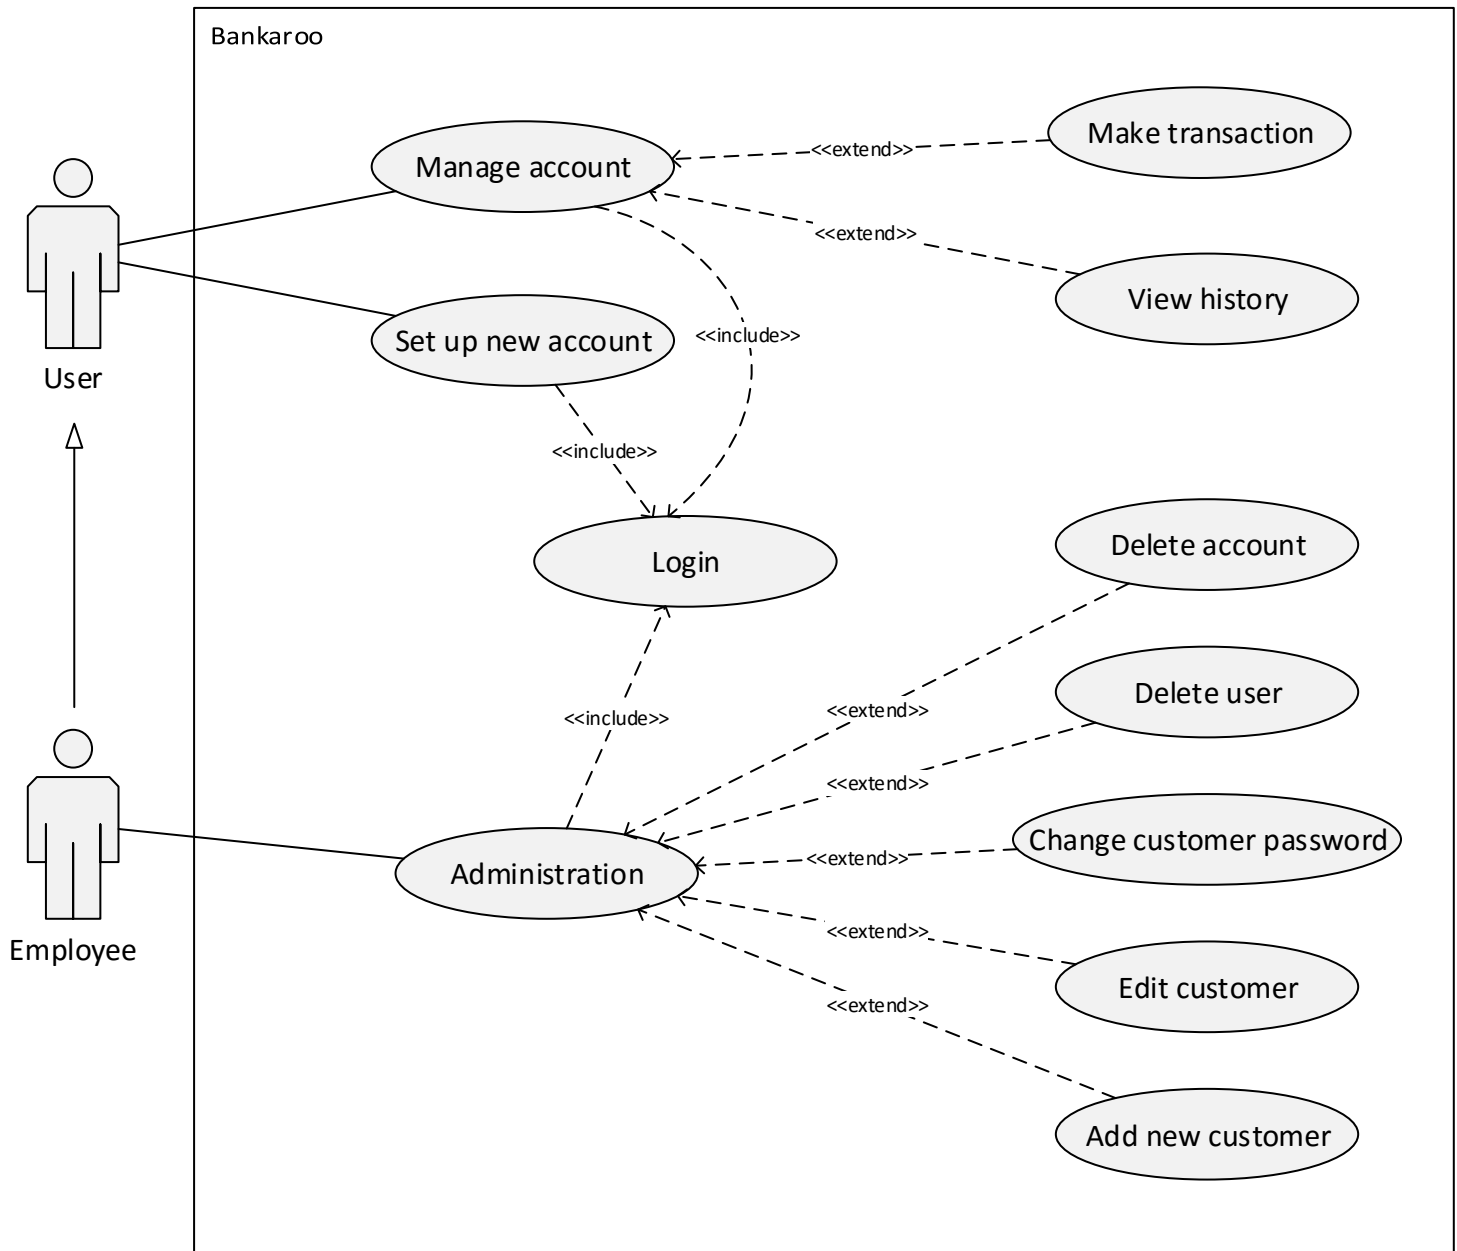 Bankaroo
Make transaction
<<extend>>
Manage account
<<extend>>
View history
<<include>>
Set up new account
User
<<include>>
Login
Delete account
Delete user
<<extend>>
<<include>>
<<extend>>
Change customer password
<<extend>>
Administration
<<extend>>
Employee
Edit customer
<<extend>>
Add new customer